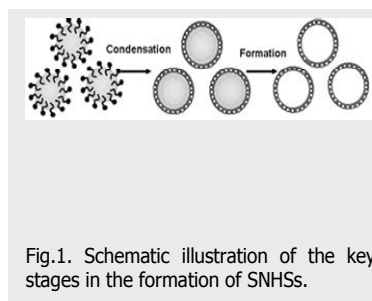 Condensation
Formation
Fig.1. Schematic illustration of the key
stages in the formation of SNHSs.